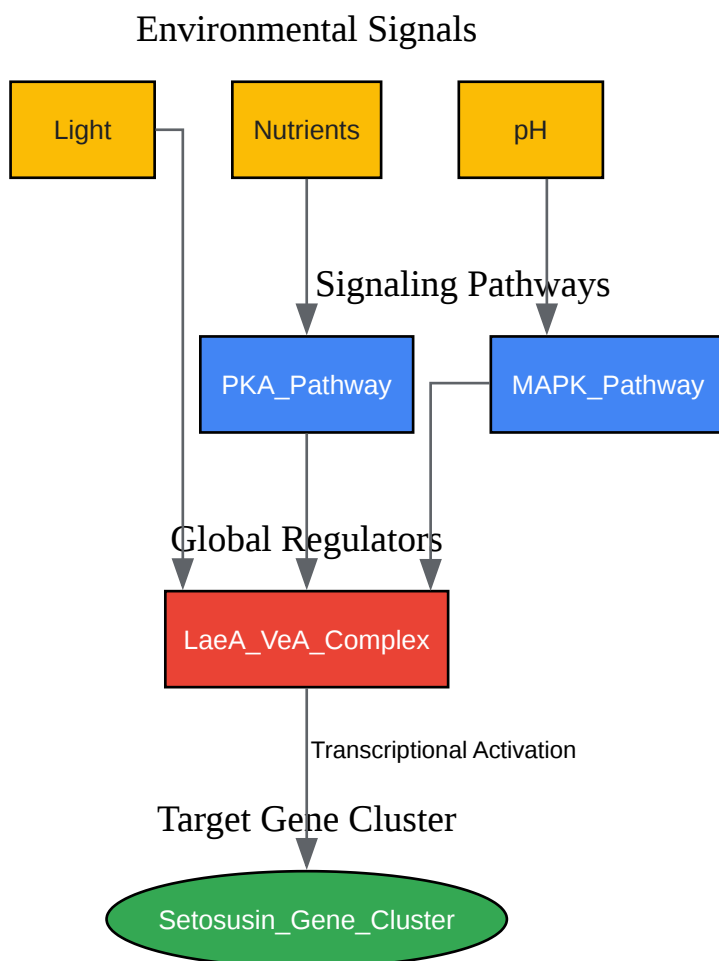 Environmental Signals
Light
Nutrients
pH
Signaling Pathways
PKA_Pathway
MAPK_Pathway
Global Regulators
LaeA_VeA_Complex
Transcriptional Activation
Target Gene Cluster
Setosusin_Gene_Cluster